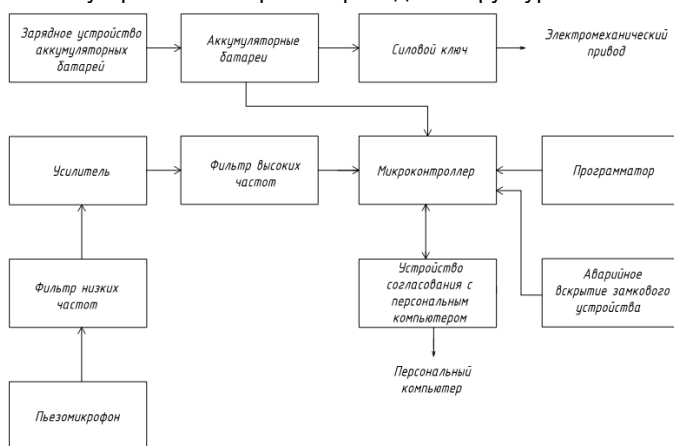 Зарядное устройство
аккумуляторных
батарей
Аккумуляторные
батареи
Силовой ключ
Электромеханический
привод
Усилитель
Фильтр высоких
частот
Микроконтроллер
Программатор
Фильтр низких
частот
Устройство
согласования с
персональным
компьютером
Аварийное
вскрытие замкового
устройства
Персональный
компьютер
Пьезомикрофон